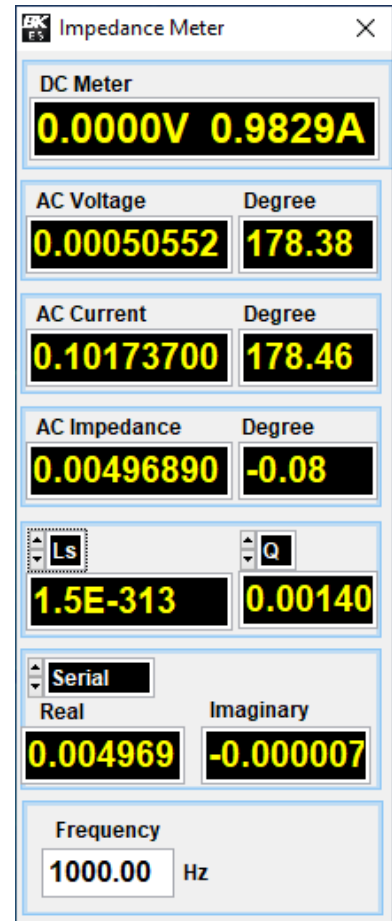 BK
ES
Impedance Meter
DC Meter
0.0000V 0.9829A
AC Voltage Degree
0.00050552 178.38
AC Current Degree
0.10173700 178.46
AC Impedance Degree
0.00496890 -0.08
Ls Q
1.5E-313 0.00140
Serial
Real Imaginary
0.004969 -0.000007
Frequency
1000.00 Hz